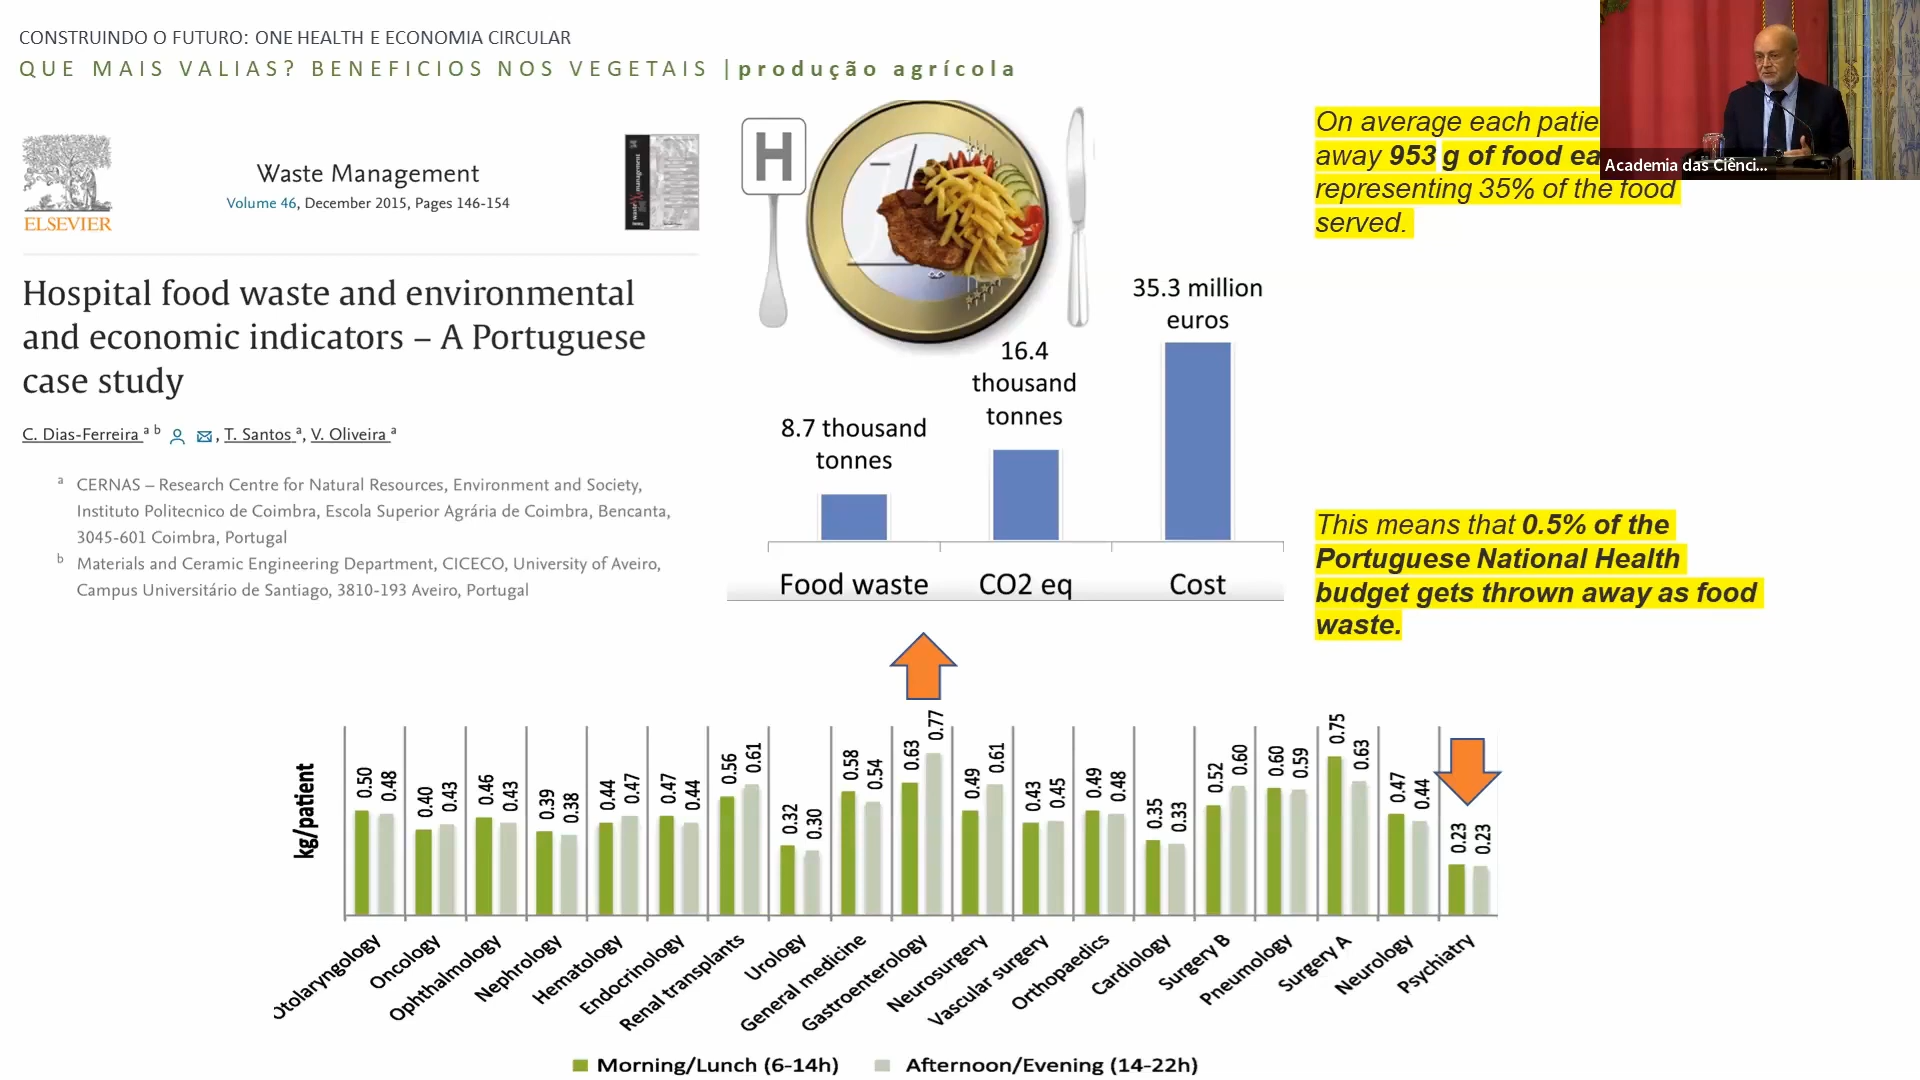 CONSTRUINDO O FUTURO: ONE HEALTH E ECONOMIA CIRCULAR
QUE MAIS VALIAS? BENEFICIOS NOS VEGETAIS |produção agrícola
ELSEVIER
Waste Management
Volume 46, December 2015, Pages 146-154
Hospital food waste and environmental
and economic indicators – A Portuguese
case study
C. Dias-Ferreira a b , T. Santos a, V. Oliveira a
a CERNAS – Research Centre for Natural Resources, Environment and Society,
Instituto Politecnico de Coimbra, Escola Superior Agrária de Coimbra, Bencanta,
3045-601 Coimbra, Portugal
b Materials and Ceramic Engineering Department, CICECO, University of Aveiro,
Campus Universitário de Santiago, 3810-193 Aveiro, Portugal
H
8.7 thousand
tonnes
16.4
thousand
tonnes
35.3 million
euros
Food waste CO2 eq Cost
On average each
away 953 g of food
representing 35% of the food
served.
Academia das Ciênci...
This means that 0.5% of the
Portuguese National Health
budget gets thrown away as food
waste.
kg/patient
0.50 0.48 0.40 0.43 0.46 0.43 0.39 0.38 0.44 0.47 0.47 0.44 0.56 0.61 0.32 0.30 0.58 0.54 0.63 0.77 0.49 0.61 0.43 0.45 0.49 0.48 0.35 0.33 0.52 0.60 0.60 0.59 0.75 0.63 0.47 0.44 0.23 0.23
Otolaryngology
Oncology
Ophthalmology
Nephrology
Hematology
Endocrinology
Renal transplants
Urology
General medicine
Gastroenterology
Neurosurgery
Vascular surgery
Orthopaedics
Cardiology
Surgery B
Pneumology
Surgery A
Neurology
Psychiatry
Morning/Lunch (6-14h) Afternoon/Evening (14-22h)